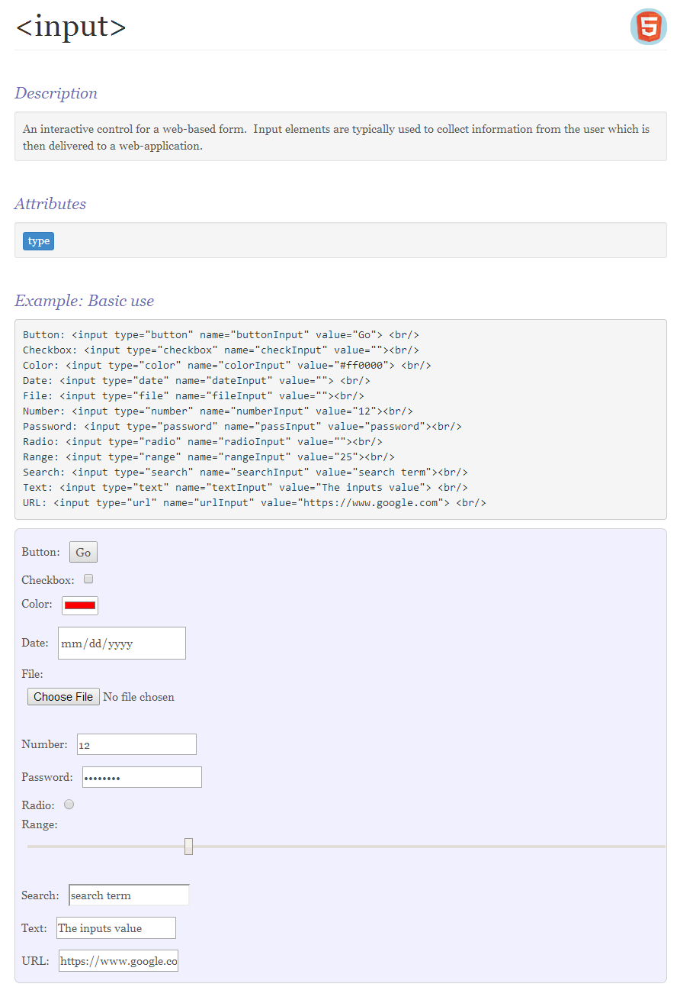 <input>
5
Description
An interactive control for a web-based form.  Input elements are typically used to collect information from the user which is
then delivered to a web-application.
Attributes
type
Example: Basic use
Button: <input type="button" name="buttonInput" value="Go"> <br/>
Checkbox: <input type="checkbox" name="checkInput" value=""><br/>
Color: <input type="color" name="colorInput" value="#ff0000"> <br/>
Date: <input type="date" name="dateInput" value=""> <br/>
File: <input type="file" name="fileInput" value=""><br/>
Number: <input type="number" name="numberInput" value="12"><br/>
Password: <input type="password" name="passInput" value="password"><br/>
Radio: <input type="radio" name="radioInput" value=""><br/>
Range: <input type="range" name="rangeInput" value="25"><br/>
Search: <input type="search" name="searchInput" value="search term"><br/>
Text: <input type="text" name="textInput" value="The inputs value"> <br/>
URL: <input type="url" name="urlInput" value="https://www.google.com"> <br/>
Button: Go
Checkbox:
Color:
Date: mm/dd/yyyy
File:
Choose File No file chosen
Number: 12
Password: ••••••••
Radio:
Range:
Search: search term
Text: The inputs value
URL: https://www.google.co